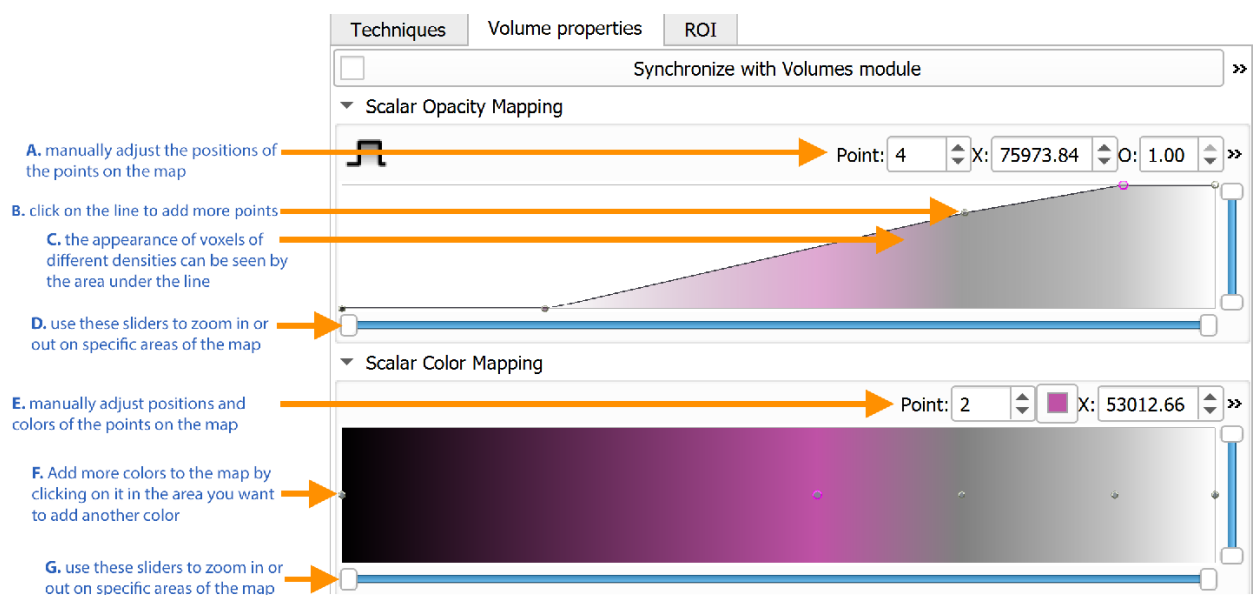 Techniques
Volume properties
ROI
Synchronize with Volumes module
»
Scalar Opacity Mapping
A. manually adjust the positions of
the points on the map
Point: 4 X: 75973.84 O: 1.00 »
B. click on the line to add more points
C. the appearance of voxels of
different densities can be seen by
the area under the line
D. use these sliders to zoom in or
out on specific areas of the map
Scalar Color Mapping
E. manually adjust positions and
colors of the points on the map
Point: 2 X: 53012.66 »
F. Add more colors to the map by
clicking on it in the area you want
to add another color
G. use these sliders to zoom in or
out on specific areas of the map